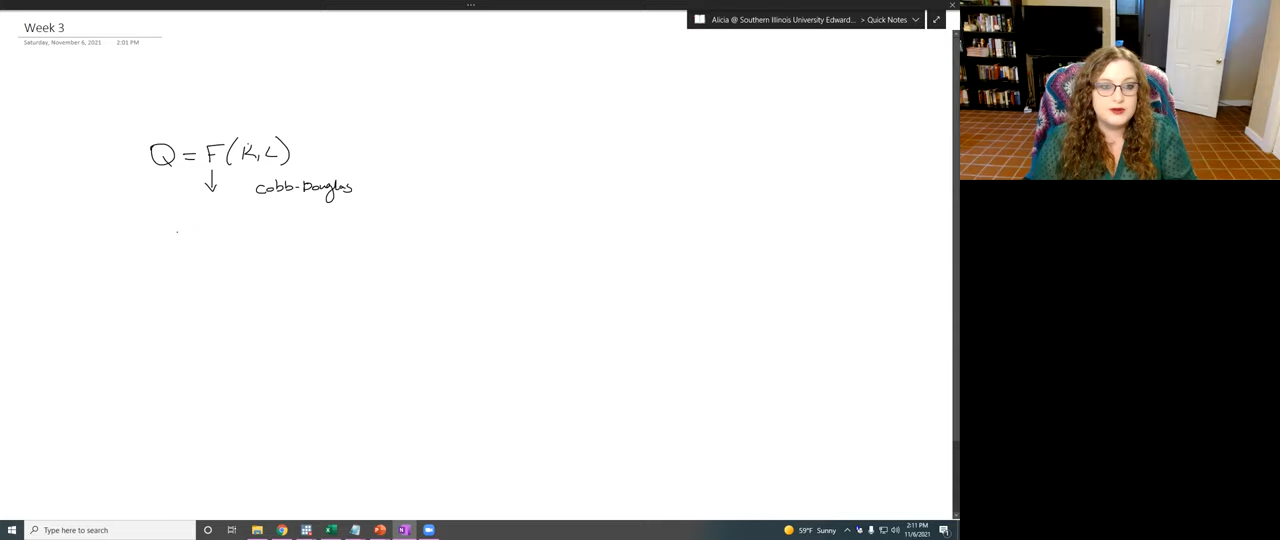 Alicia @ Southern Illinois University Edward... > Quick Notes
Week 3
Saturday, November 6, 2021 2:01 PM
Q = F(K,L)
↓ Cobb-Douglas
Type here to search
59°F Sunny
2:11 PM
11/6/2021